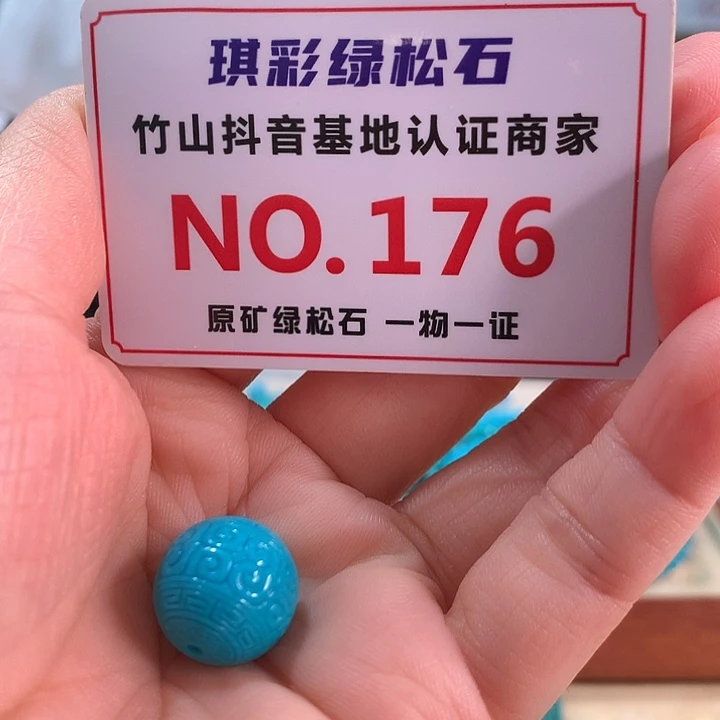 琪彩绿松石
竹山抖音基地认证商家
NO.176
原矿绿松石 一物一证